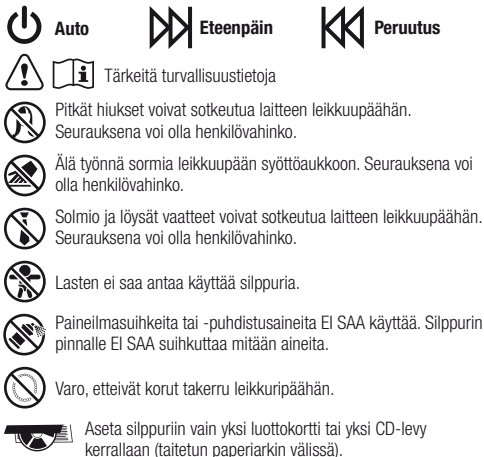 Auto Eteenpäin Peruutus
Tärkeitä turvallisuustietoja
Pitkät hiukset voivat sotkeutua laitteen leikkuupäähän.
Seurauksena voi olla henkilövahinko.
Älä työnnä sormia leikkuupään syöttöaukkoon. Seurauksena voi
olla henkilövahinko.
Solmio ja löysät vaatteet voivat sotkeutua laitteen leikkuupäähän.
Seurauksena voi olla henkilövahinko.
Lasten ei saa antaa käyttää silppuria.
Paineilmasuihkeita tai -puhdistusaineita EI SAA käyttää. Silppurin
pinnalle EI SAA suihkuttaa mitään aineita.
Varo, etteivät korut takerru leikkuripäähän.
Aseta silppuriin vain yksi luottokortti tai yksi CD-levy
kerrallaan (taitetun paperiarkin välissä).